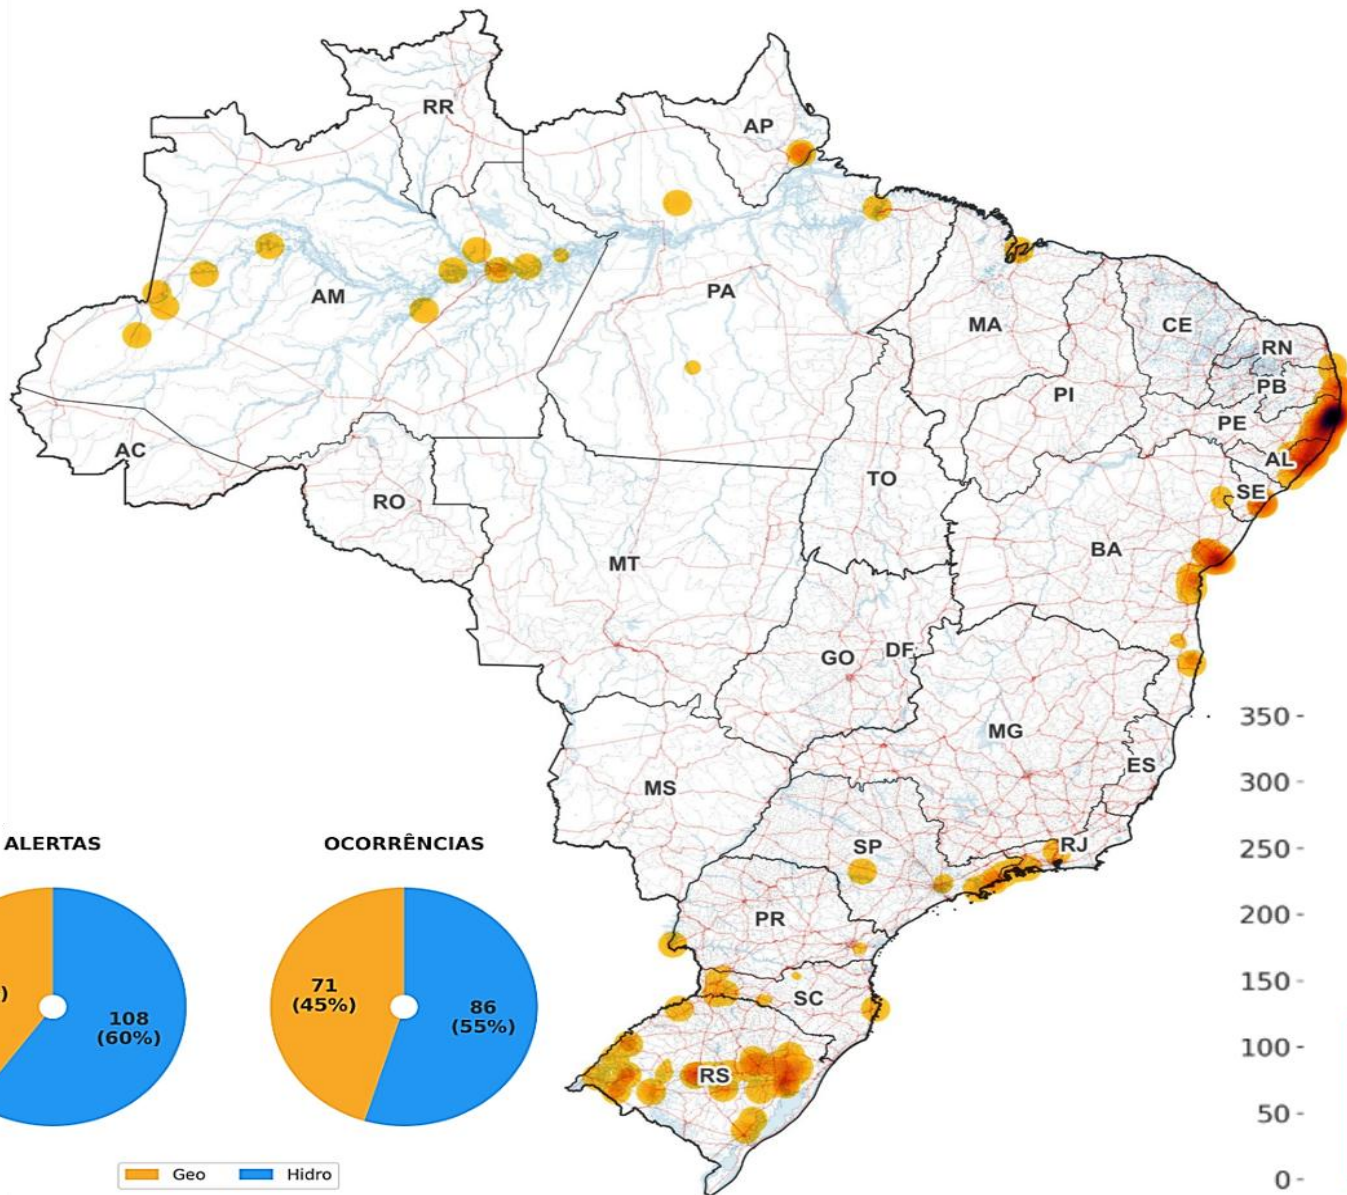 RR
AP
AM
PA
MA
CE
RN
PB
PI
PE
AC
AL
TO
SE
RO
BA
MT
GO
DF
350
MG
ES
300
MS
ALERTAS
OCORRÊNCIAS
SP
RJ
250
PR
200
71
(45%)
86
(55%)
108
(60%)
)
SC
150
100
RS
50
Geo
Hidro
0